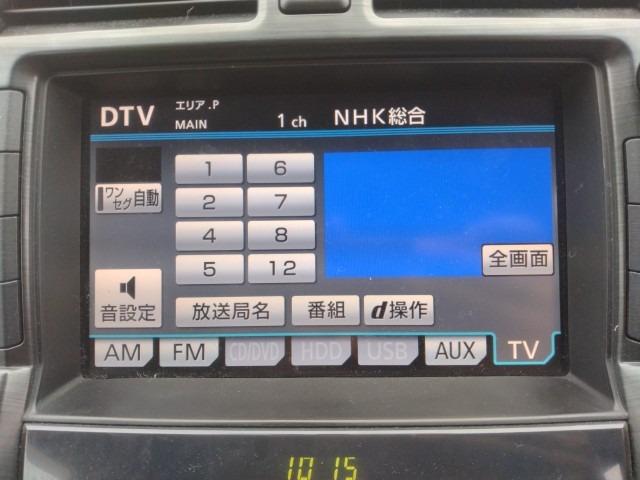 DTV エリア.P MAIN 1 ch NHK総合
1 6
ワンセグ 自動
2 7
4 8
5 12
全画面
音設定 放送局名 番組 d操作
AM FM CD/DVD HDD USB AUX TV
10 15